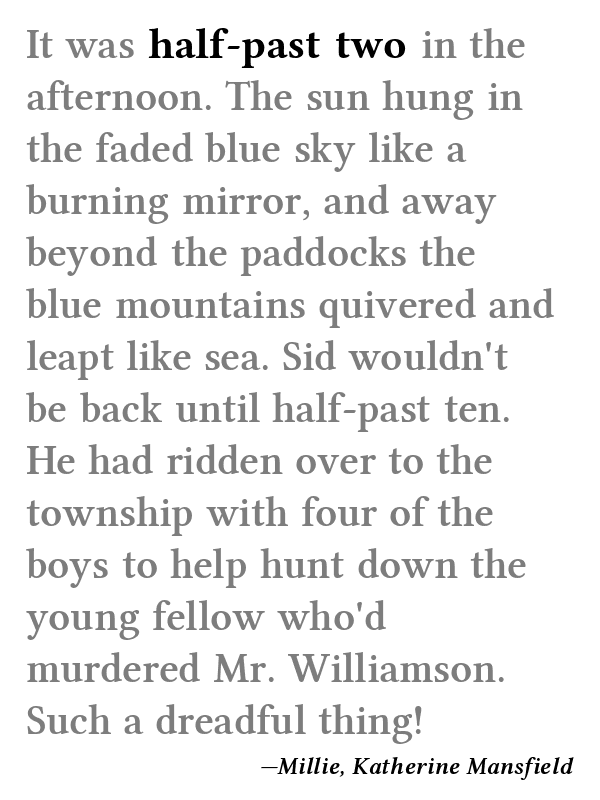 It was half-past two in the
afternoon. The sun hung in
the faded blue sky like a
burning mirror, and away
beyond the paddocks the
blue mountains quivered and
leapt like sea. Sid wouldn't
be back until half-past ten.
He had ridden over to the
township with four of the
boys to help hunt down the
young fellow who'd
murdered Mr. Williamson.
Such a dreadful thing!
—Millie, Katherine Mansfield